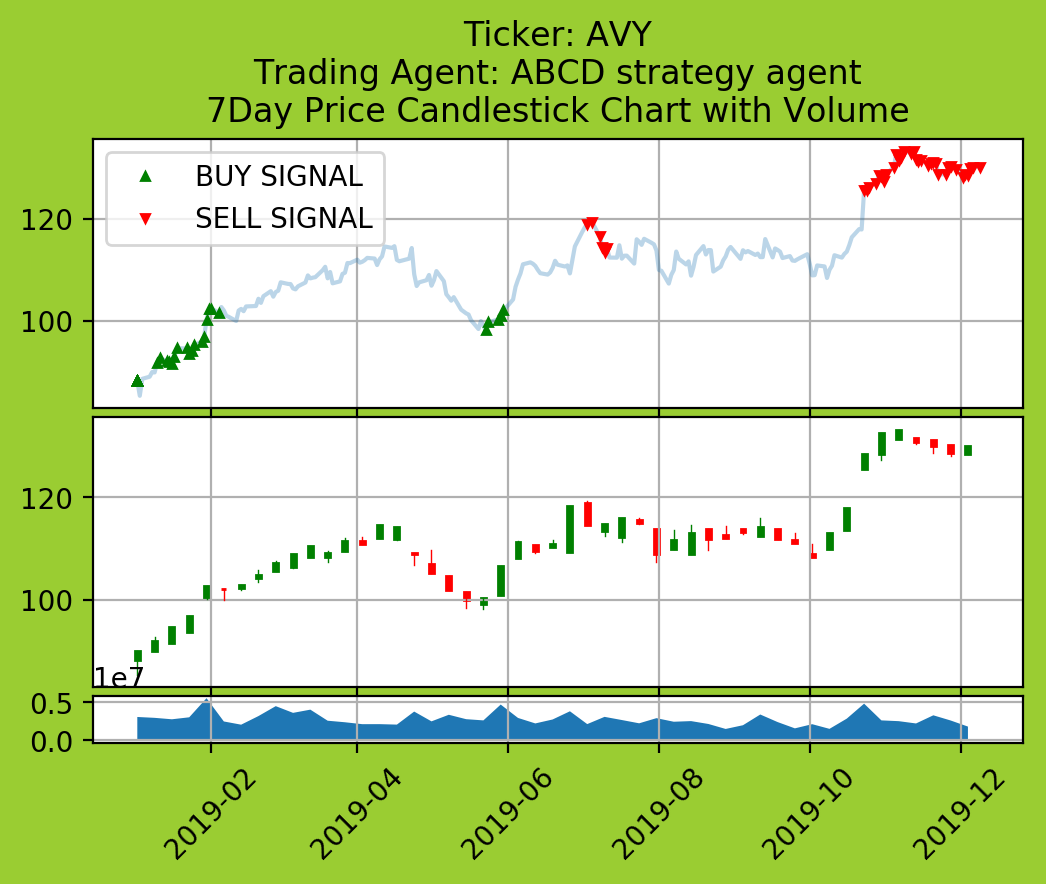 Ticker: AVY
Trading Agent: ABCD strategy agent
7Day Price Candlestick Chart with Volume
BUY SIGNAL
SELL SIGNAL
120
100
120
100
1e7
0.5
0.0
2019-02
2019-04
2019-06
2019-08
2019-10
2019-12